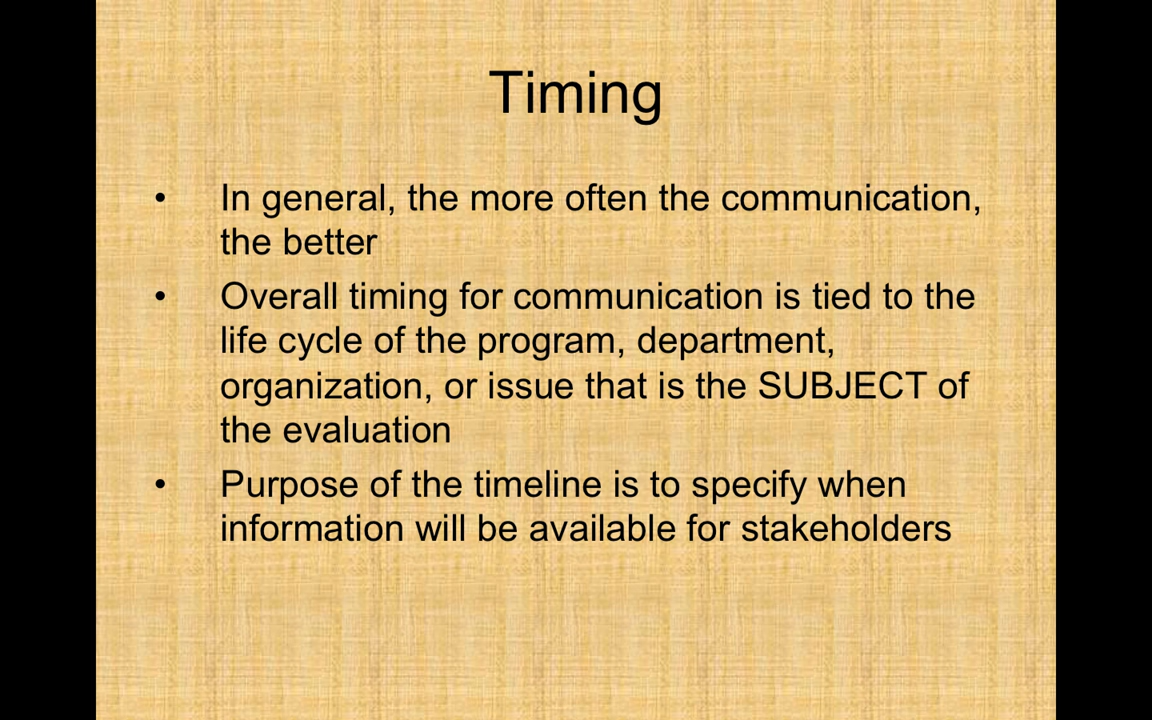 Timing
• In general, the more often the communication,
the better
• Overall timing for communication is tied to the
life cycle of the program, department,
organization, or issue that is the SUBJECT of
the evaluation
• Purpose of the timeline is to specify when
information will be available for stakeholders